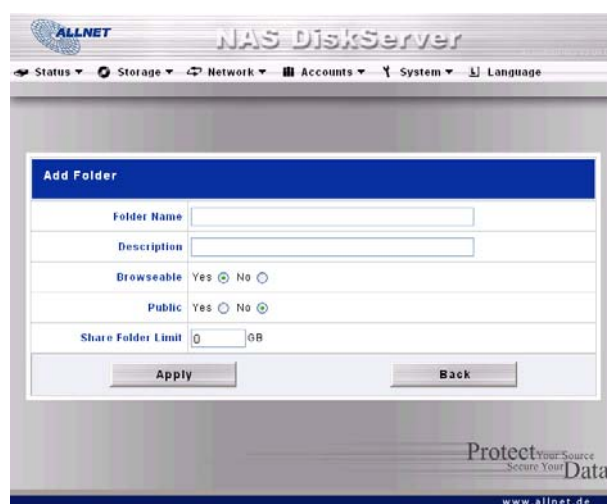 ALLNET
NAS DiskServer
Status Storage Network Accounts System Language
Add Folder
Folder Name
Description
Browseable Yes No
Public Yes No
Share Folder Limit 0 GB
Apply Back
Protect Your Source
Secure Your Data
www.allnet.de